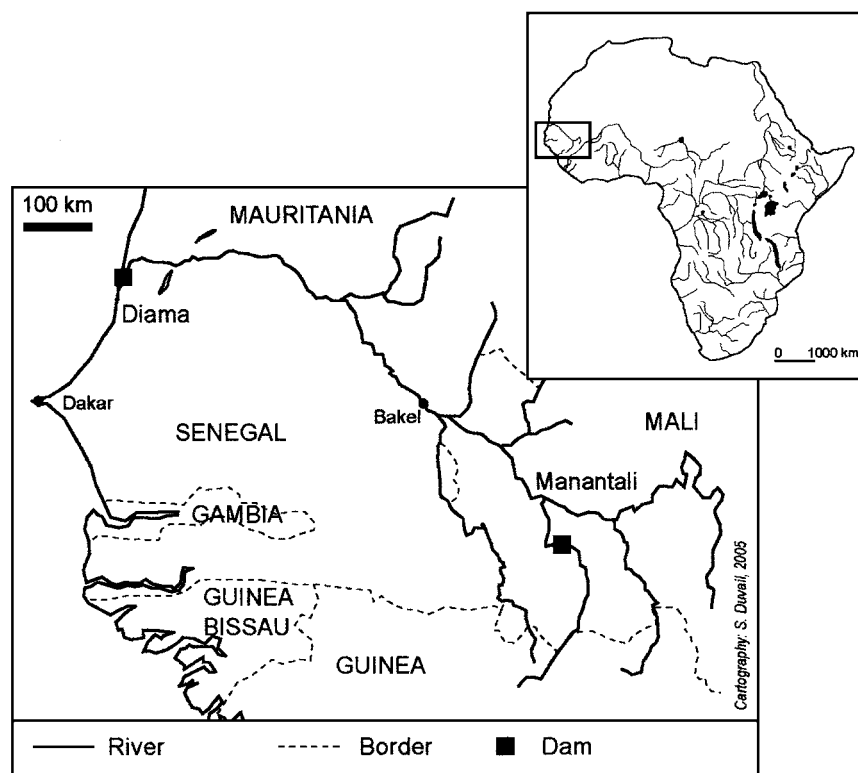 0 1000 km
100 km
MAURITANIA
Diama
Dakar
Bakel
SENEGAL
MALI
Manantali
GAMBIA
GUINEA
BISSAU
GUINEA
Cartography: S. Duvail, 2005
River
Border
Dam